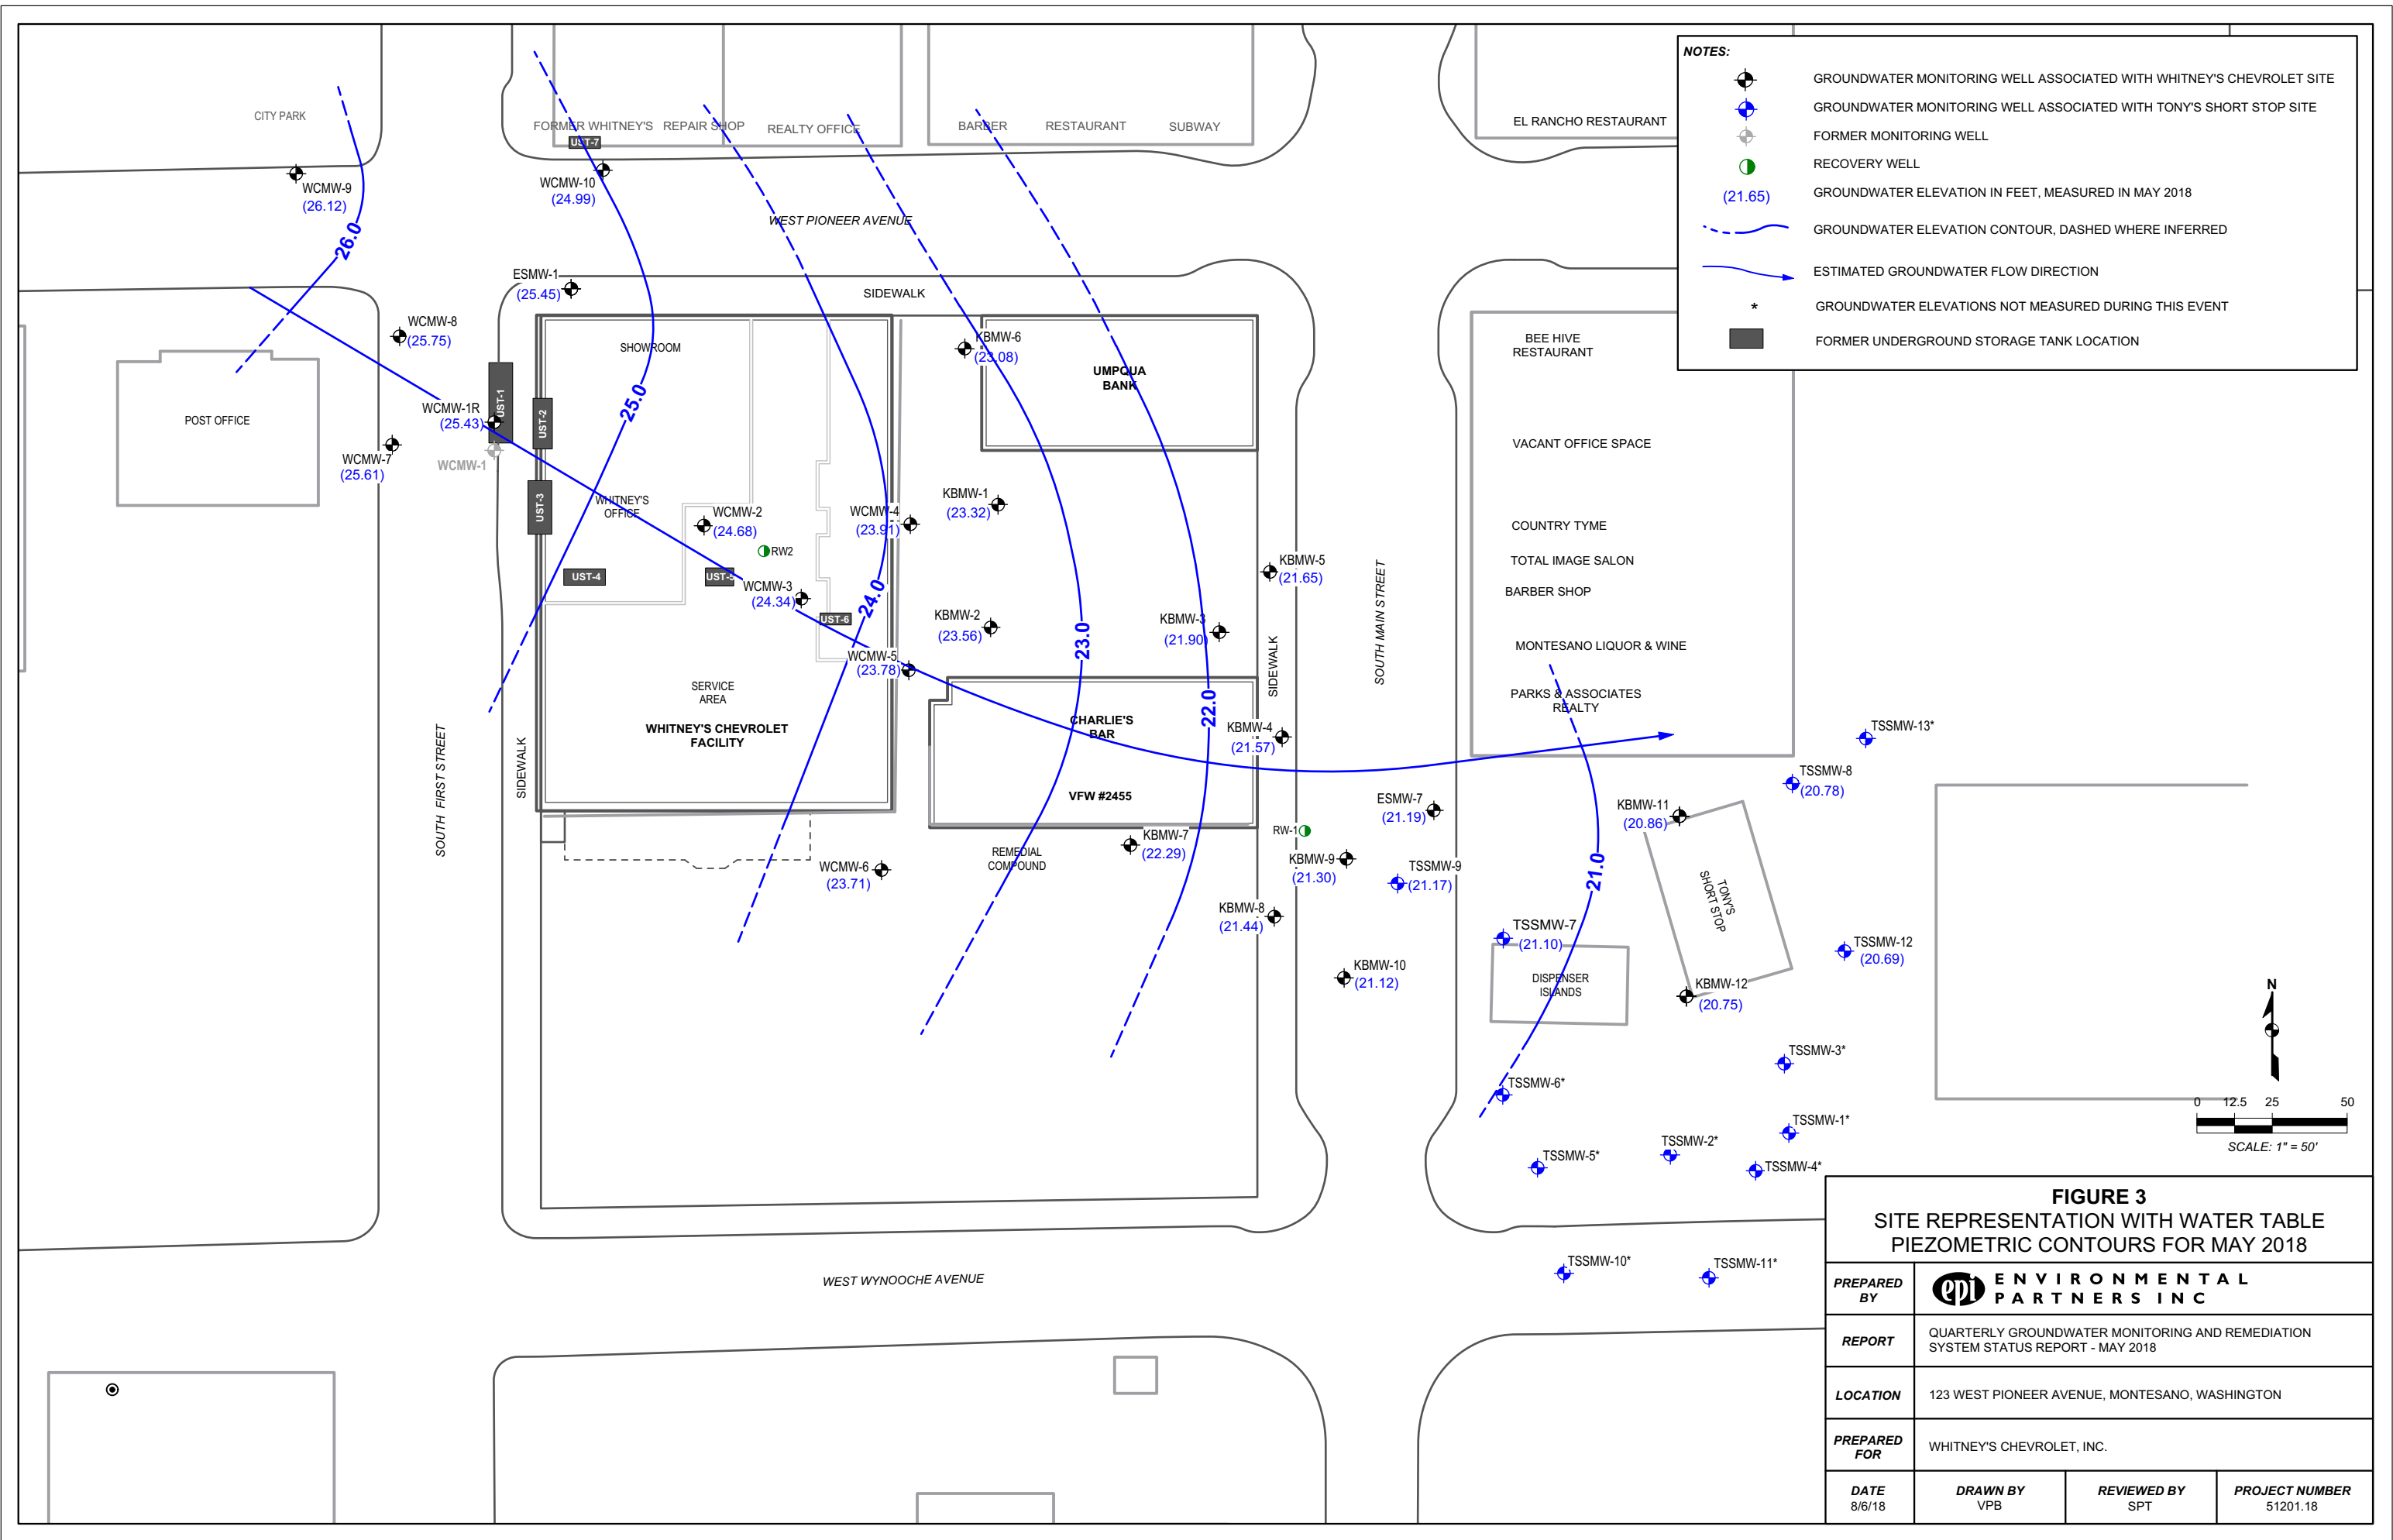 NOTES:
GROUNDWATER MONITORING WELL ASSOCIATED WITH WHITNEY'S CHEVROLET SITE
GROUNDWATER MONITORING WELL ASSOCIATED WITH TONY'S SHORT STOP SITE
FORMER MONITORING WELL
RECOVERY WELL
(21.65) GROUNDWATER ELEVATION IN FEET, MEASURED IN MAY 2018
GROUNDWATER ELEVATION CONTOUR, DASHED WHERE INFERRED
ESTIMATED GROUNDWATER FLOW DIRECTION
* GROUNDWATER ELEVATIONS NOT MEASURED DURING THIS EVENT
FORMER UNDERGROUND STORAGE TANK LOCATION
CITY PARK
FORMER WHITNEY'S REPAIR SHOP
REALTY OFFICE
BARBER
RESTAURANT
SUBWAY
EL RANCHO RESTAURANT
UST-7
WCMW-9
(26.12)
WCMW-10
(24.99)
WEST PIONEER AVENUE
26.0
ESMW-1
(25.45)
SIDEWALK
WCMW-8
(25.75)
SHOWROOM
KBMW-6
(23.08)
UMPQUA
BANK
BEE HIVE
RESTAURANT
POST OFFICE
WCMW-1R
(25.43)
UST-1
UST-2
25.0
WCMW-7
(25.61)
WCMW-1
VACANT OFFICE SPACE
UST-3
WHITNEY'S
OFFICE
WCMW-2
(24.68)
RW2
WCMW-4
(23.91)
KBMW-1
(23.32)
COUNTRY TYME
TOTAL IMAGE SALON
BARBER SHOP
KBMW-5
(21.65)
UST-4
UST-5
WCMW-3
(24.34)
UST-6
24.0
KBMW-2
(23.56)
KBMW-3
(21.90)
23.0
SOUTH MAIN STREET
SIDEWALK
MONTESANO LIQUOR & WINE
WCMW-5
(23.78)
SERVICE
AREA
WHITNEY'S CHEVROLET
FACILITY
PARKS & ASSOCIATES
REALTY
22.0
CHARLIE'S
BAR
KBMW-4
(21.57)
TSSMW-13*
SOUTH FIRST STREET
SIDEWALK
VFW #2455
TSSMW-8
(20.78)
ESMW-7
(21.19)
KBMW-11
(20.86)
RW-1
KBMW-7
(22.29)
REMEDIAL
COMPOUND
WCMW-6
(23.71)
KBMW-9
(21.30)
TSSMW-9
(21.17)
21.0
TONY'S
SHORT STOP
KBMW-8
(21.44)
TSSMW-7
(21.10)
TSSMW-12
(20.69)
KBMW-10
(21.12)
DISPENSER
ISLANDS
KBMW-12
(20.75)
N
TSSMW-3*
TSSMW-6*
0 12.5 25 50
SCALE: 1" = 50'
TSSMW-1*
TSSMW-2*
TSSMW-5*
TSSMW-4*
TSSMW-10*
TSSMW-11*
WEST WYNOOCHE AVENUE
FIGURE 3
SITE REPRESENTATION WITH WATER TABLE
PIEZOMETRIC CONTOURS FOR MAY 2018
PREPARED
BY
epi ENVIRONMENTAL
PARTNERS INC
REPORT
QUARTERLY GROUNDWATER MONITORING AND REMEDIATION
SYSTEM STATUS REPORT - MAY 2018
LOCATION
123 WEST PIONEER AVENUE, MONTESANO, WASHINGTON
PREPARED
FOR
WHITNEY'S CHEVROLET, INC.
DATE
8/6/18
DRAWN BY
VPB
REVIEWED BY
SPT
PROJECT NUMBER
51201.18